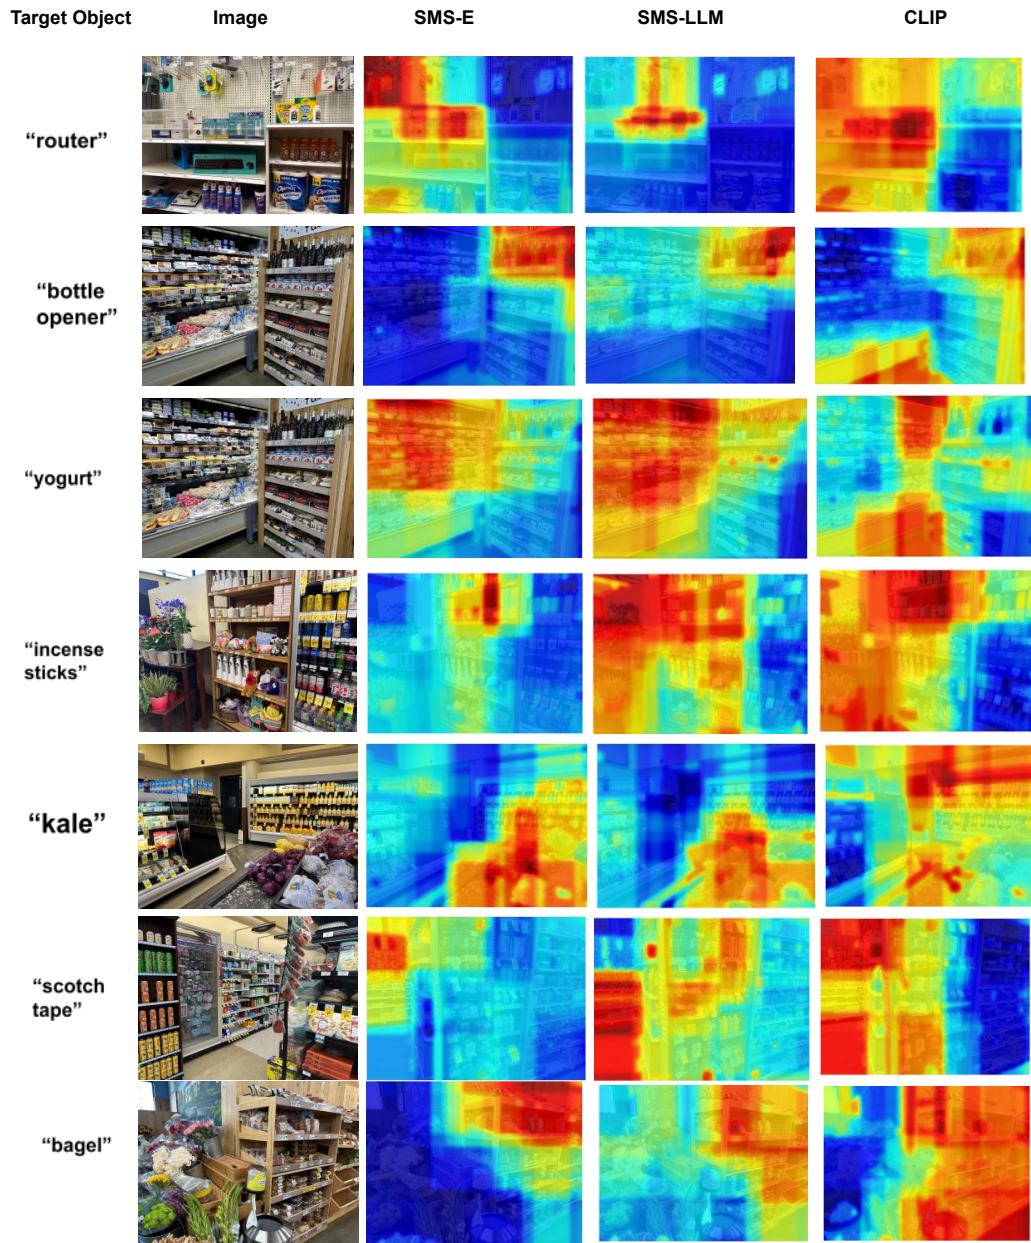 Target Object Image SMS-E SMS-LLM CLIP
“router”
“bottle
opener”
“yogurt”
“incense
sticks”
“kale”
“scotch
tape”
“bagel”